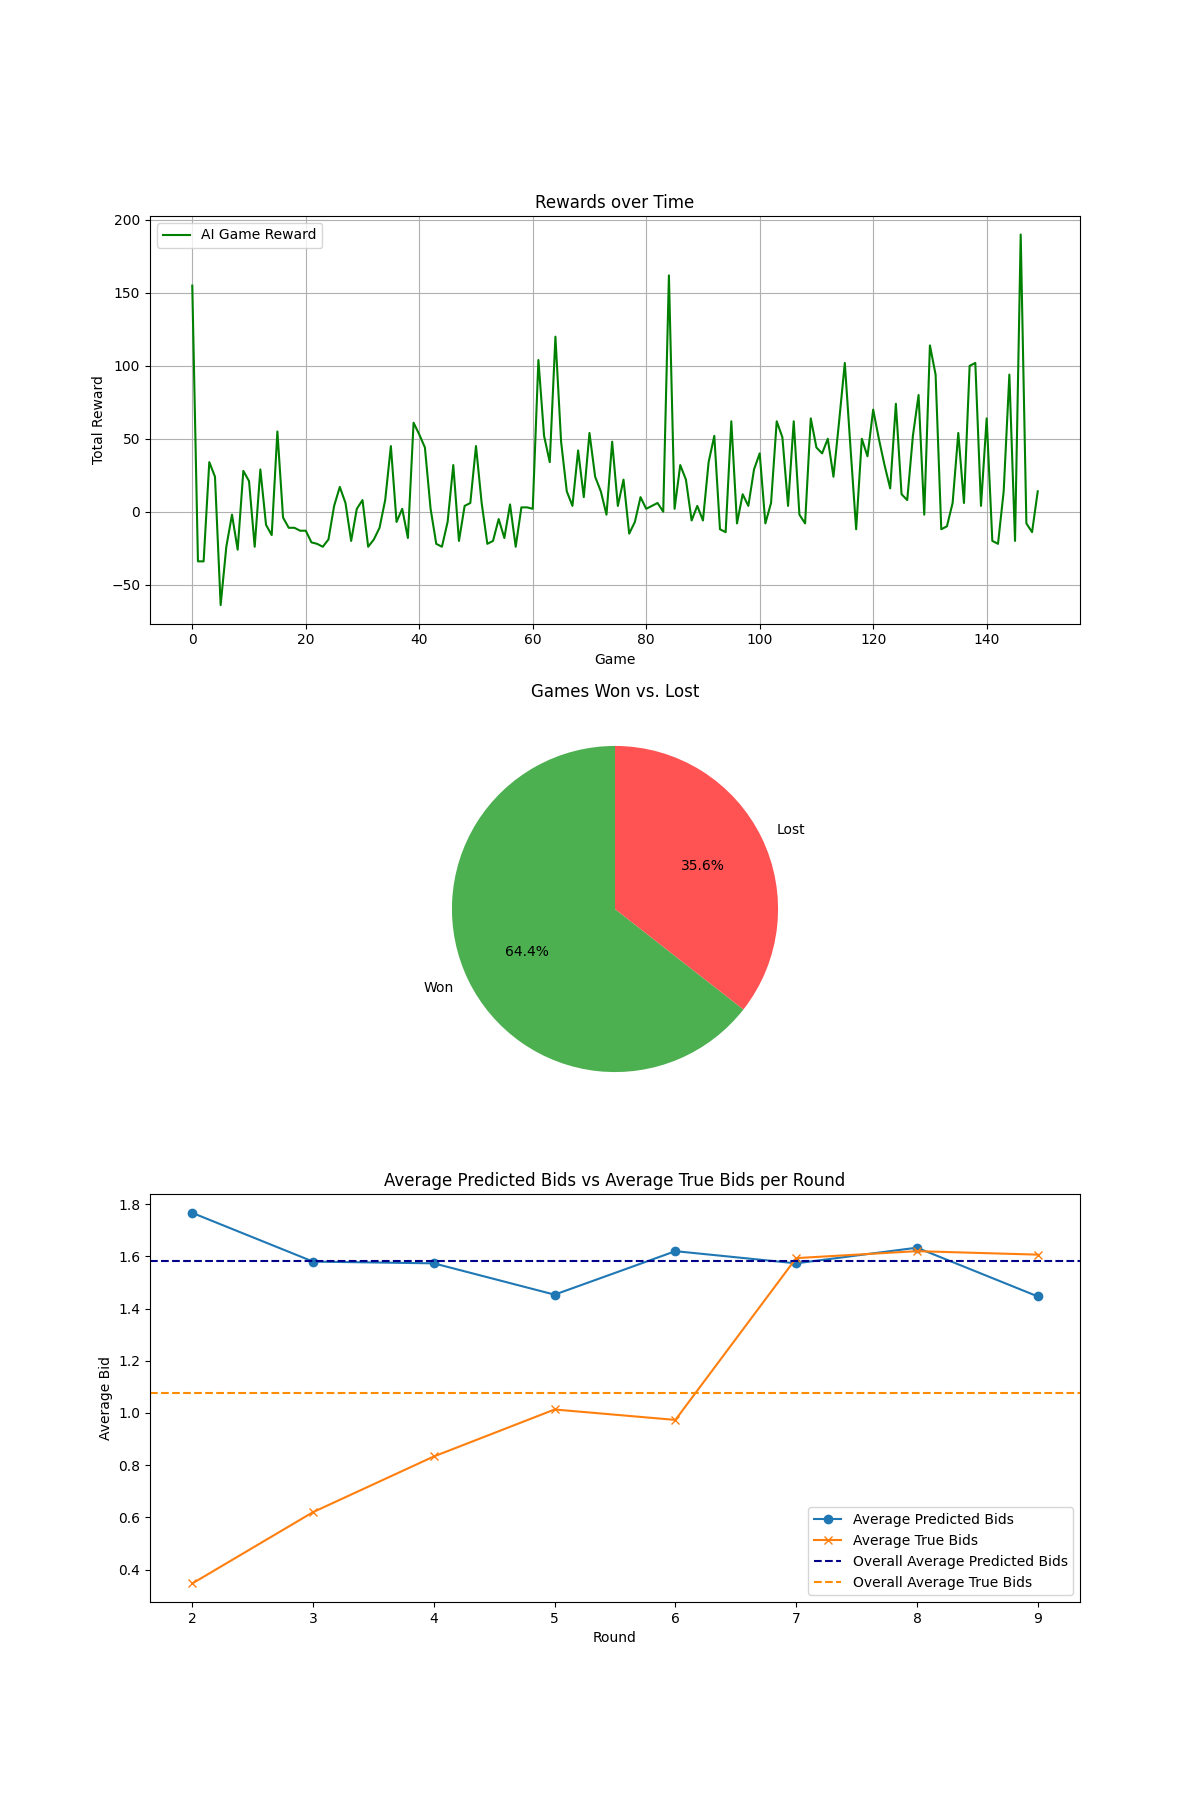 Rewards over Time
AI Game Reward
200
150
100
50
0
−50
Total Reward
0 20 40 60 80 100 120 140
Game
Games Won vs. Lost
Lost
35.6%
64.4%
Won
Average Predicted Bids vs Average True Bids per Round
1.8
1.6
1.4
1.2
1.0
0.8
0.6
0.4
Average Bid
Average Predicted Bids
Average True Bids
Overall Average Predicted Bids
Overall Average True Bids
2 3 4 5 6 7 8 9
Round